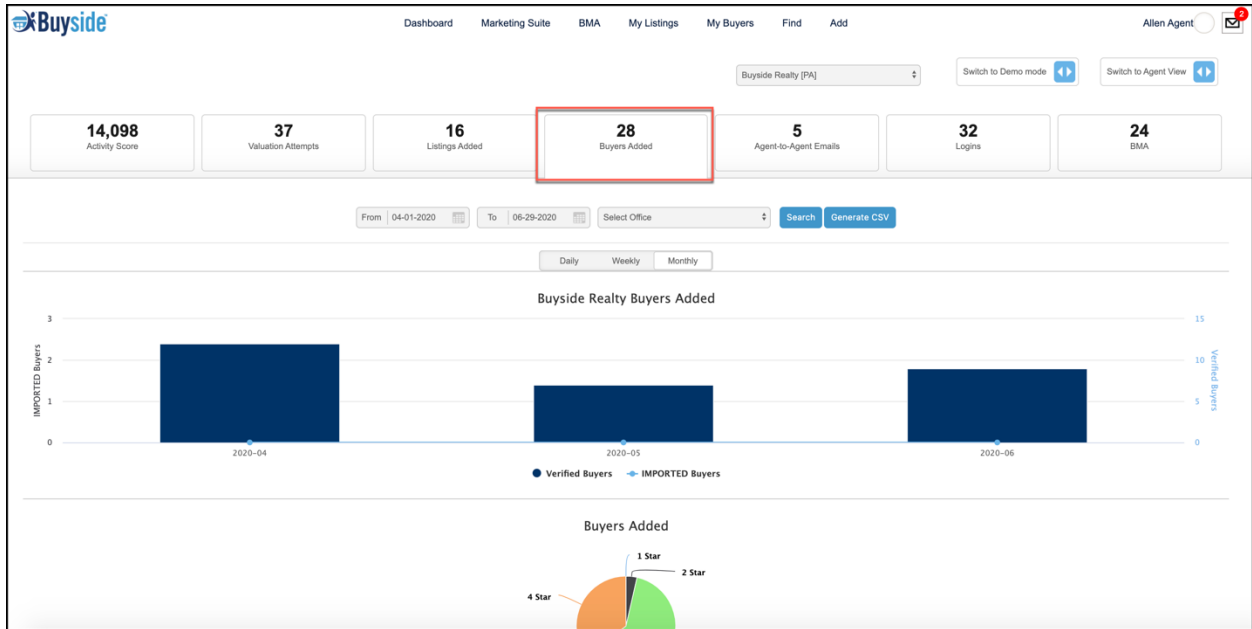 Buyside
Dashboard Marketing Suite BMA My Listings My Buyers Find Add
Allen Agent
2
Buyside Realty [PA]
Switch to Demo mode
Switch to Agent View
14,098
Activity Score
37
Valuation Attempts
16
Listings Added
28
Buyers Added
5
Agent-to-Agent Emails
32
Logins
24
BMA
From 04-01-2020
To 06-29-2020
Select Office
Search
Generate CSV
Daily Weekly Monthly
Buyside Realty Buyers Added
IMPORTED Buyers
3
2
1
0
15
10
5
0
Verified Buyers
2020-04 2020-05 2020-06
Verified Buyers IMPORTED Buyers
Buyers Added
1 Star
2 Star
4 Star